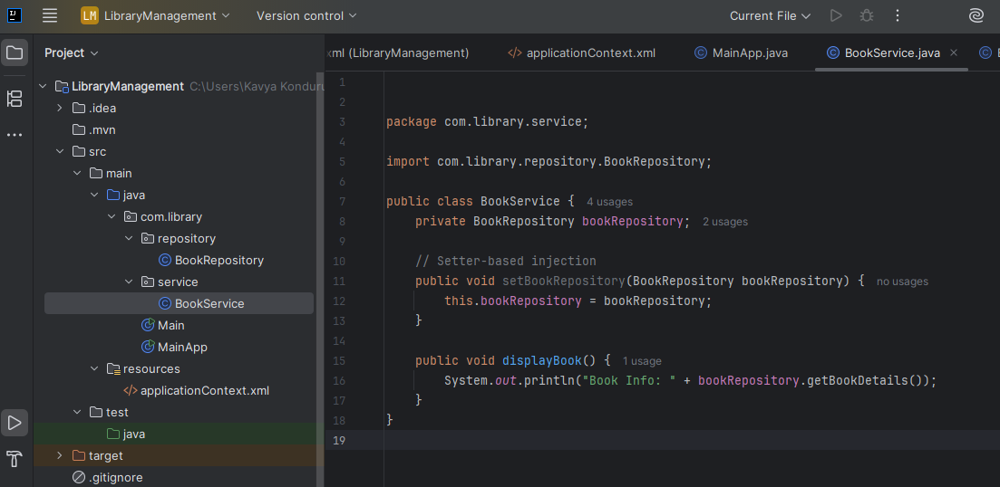 LM LibraryManagement Version control Current File
Project
LibraryManagement C:\Users\Kavya Kondur
.idea
.mvn
src
main
java
com.library
repository
BookRepository
service
BookService
Main
MainApp
resources
applicationContext.xml
test
java
target
.gitignore
xml (LibraryManagement) applicationContext.xml MainApp.java BookService.java
1
2
3 package com.library.service;
4
5 import com.library.repository.BookRepository;
6
7 public class BookService { 4 usages
8 private BookRepository bookRepository; 2 usages
9
10 // Setter-based injection
11 public void setBookRepository(BookRepository bookRepository) { no usages
12 this.bookRepository = bookRepository;
13 }
14
15 public void displayBook() { 1 usage
16 System.out.println("Book Info: " + bookRepository.getBookDetails());
17 }
18 }
19